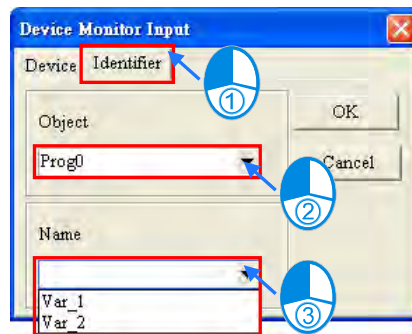 Device Monitor Input
Device Identifier
①
Object
OK
Prog0
Cancel
②
Name
③
Var_1
Var_2